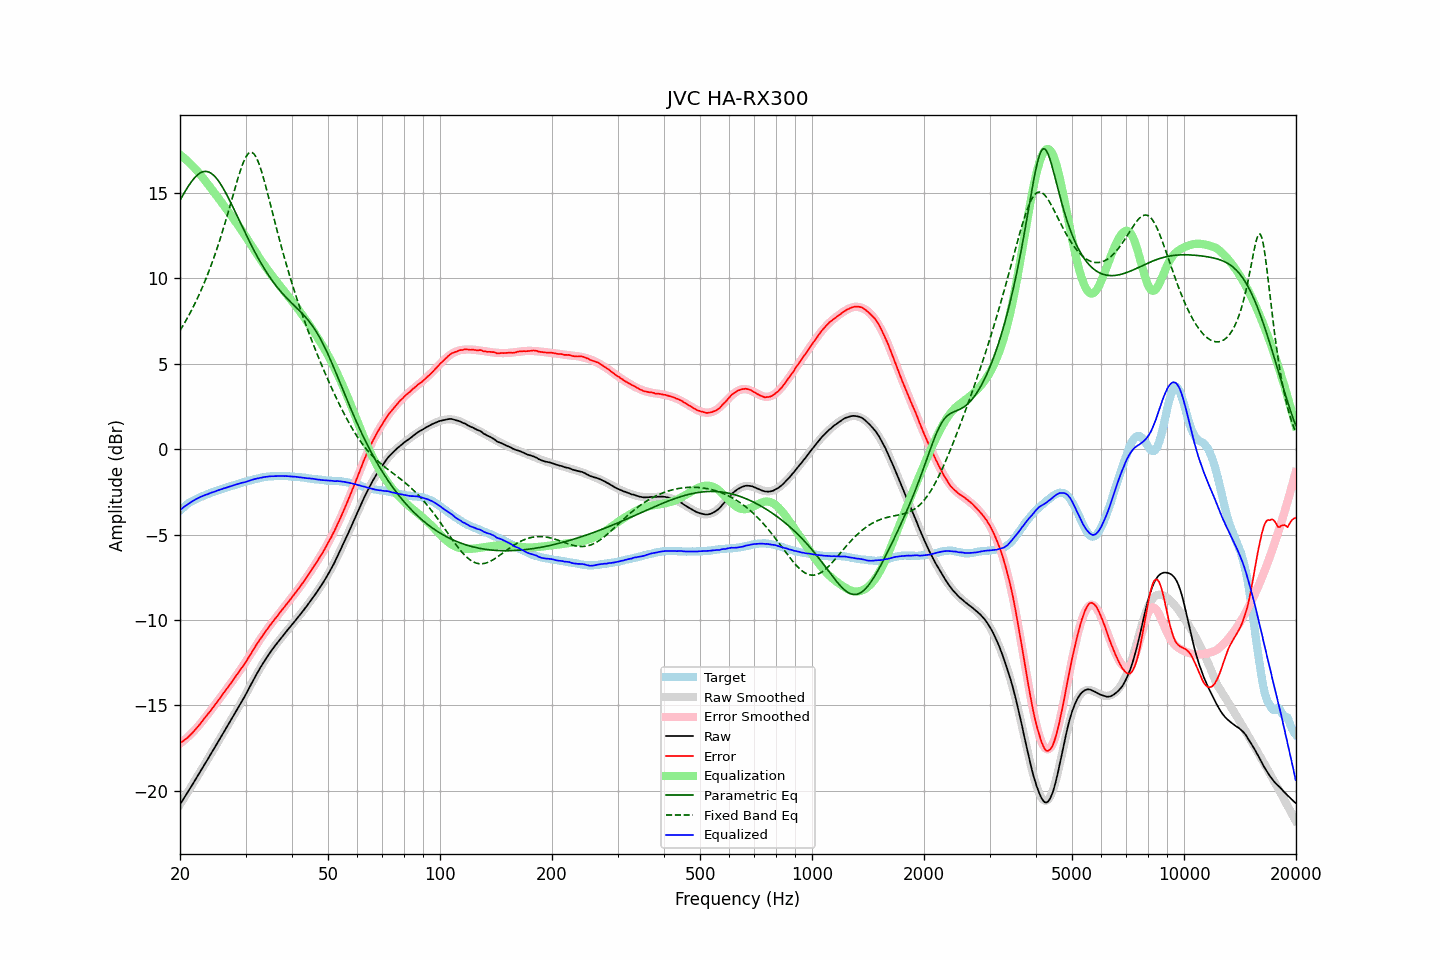 JVC HA-RX300
Amplitude (dBr)
15
10
5
0
−5
−10
−15
−20
Target
Raw Smoothed
Error Smoothed
Raw
Error
Equalization
Parametric Eq
Fixed Band Eq
Equalized
20 50 100 200 500 1000 2000 5000 10000 20000
Frequency (Hz)